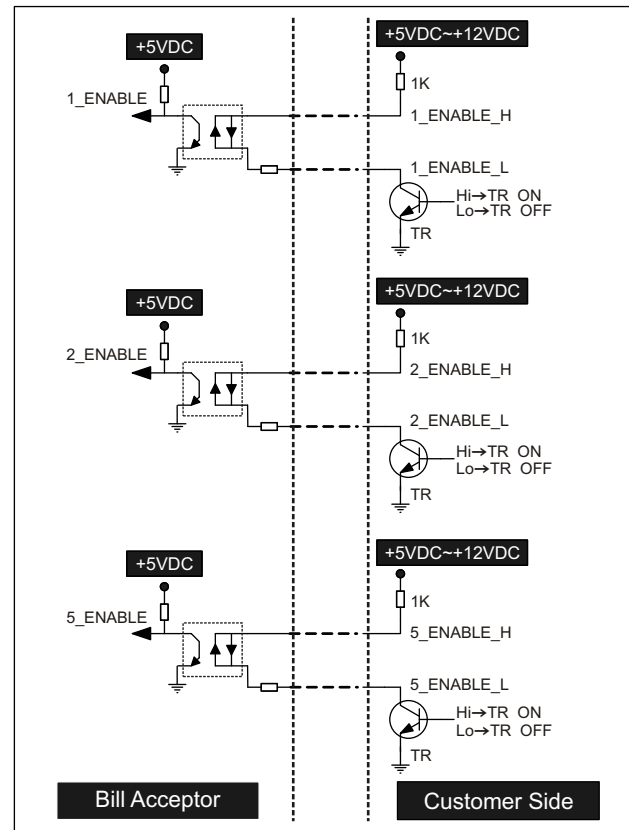 +5VDC
+5VDC~+12VDC
1K
1_ENABLE
1_ENABLE_H
1_ENABLE_L
Hi→TR ON
Lo→TR OFF
TR
+5VDC
+5VDC~+12VDC
1K
2_ENABLE
2_ENABLE_H
2_ENABLE_L
Hi→TR ON
Lo→TR OFF
TR
+5VDC
+5VDC~+12VDC
1K
5_ENABLE
5_ENABLE_H
5_ENABLE_L
Hi→TR ON
Lo→TR OFF
TR
Bill Acceptor
Customer Side